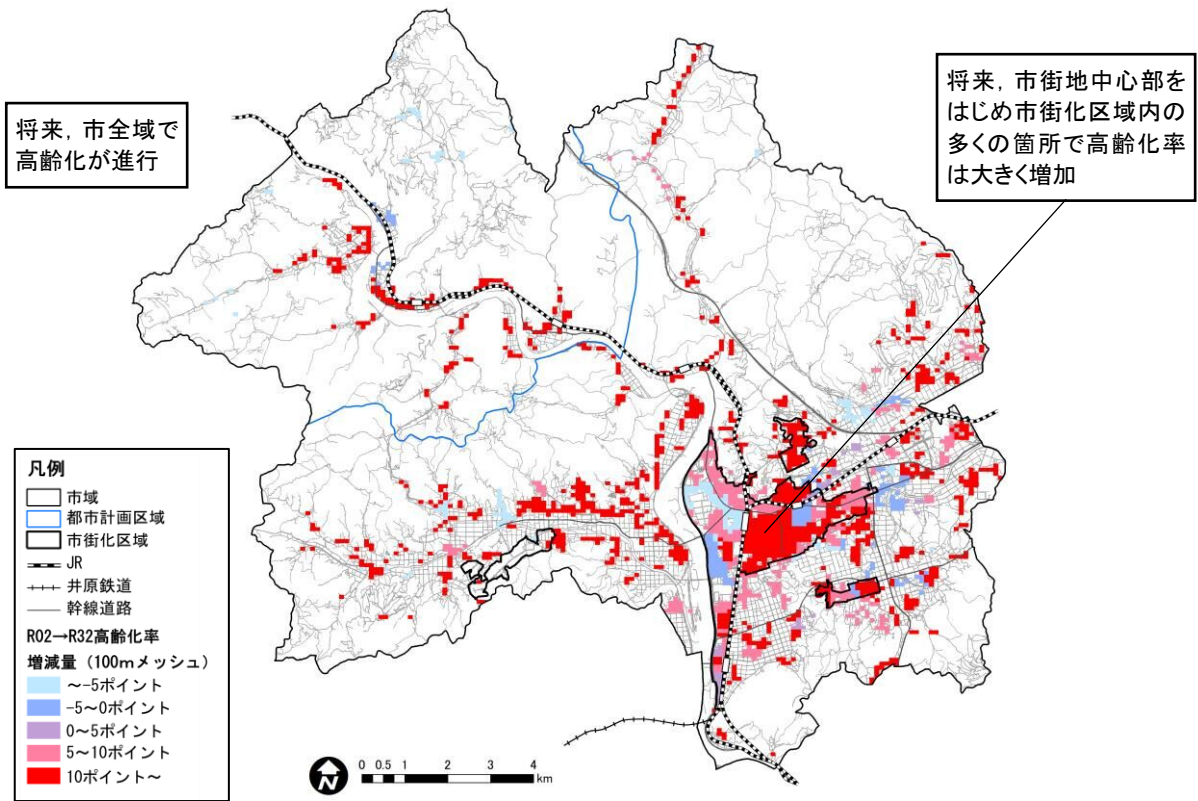 将来，市全域で
高齢化が進行
将来，市街地中心部を
はじめ市街化区域内の
多くの箇所で高齢化率
は大きく増加
凡例
市域
都市計画区域
市街化区域
JR
井原鉄道
幹線道路
R02→R32高齢化率
増減量（100mメッシュ）
～-5ポイント
-5～0ポイント
0～5ポイント
5～10ポイント
10ポイント～
N
0 0.5 1 2 3 4
km